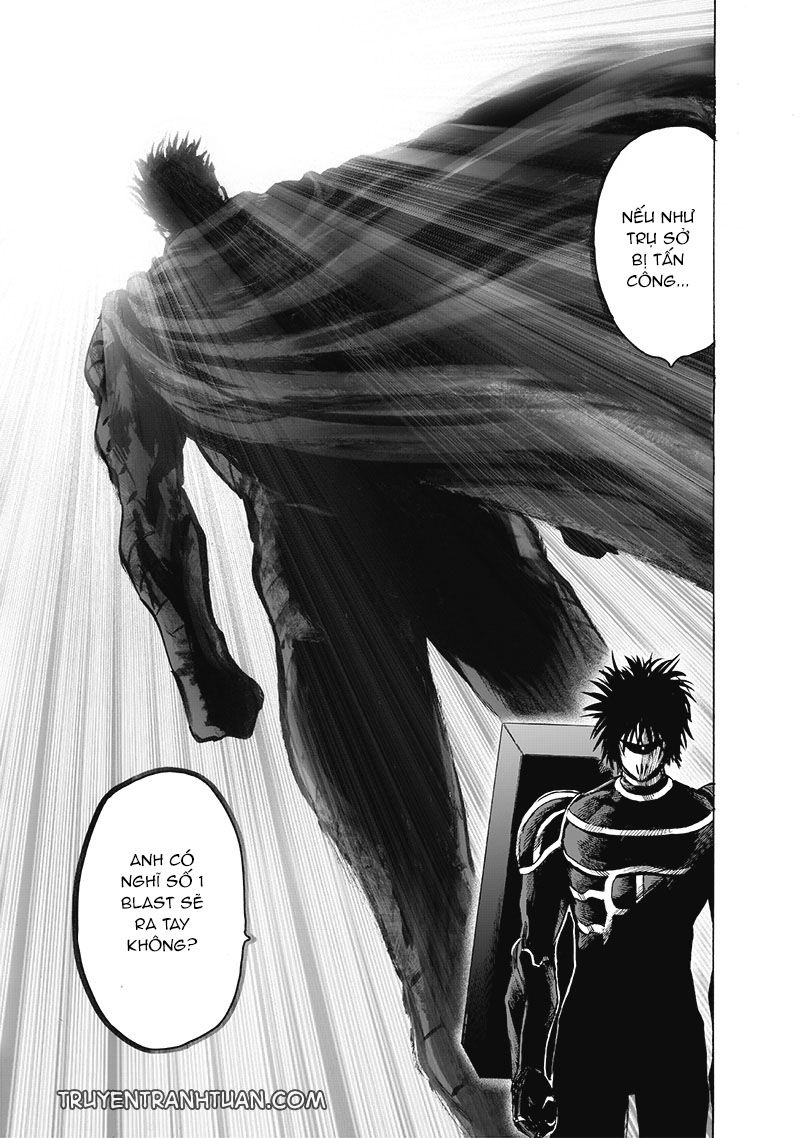 NẾU NHƯ
TRỤ SỞ
BỊ TẤN
CÔNG...
ANH CÓ
NGHĨ SỐ 1
BLAST SẼ
RA TAY
KHÔNG?
TRUYENTRANHTUAN.COM